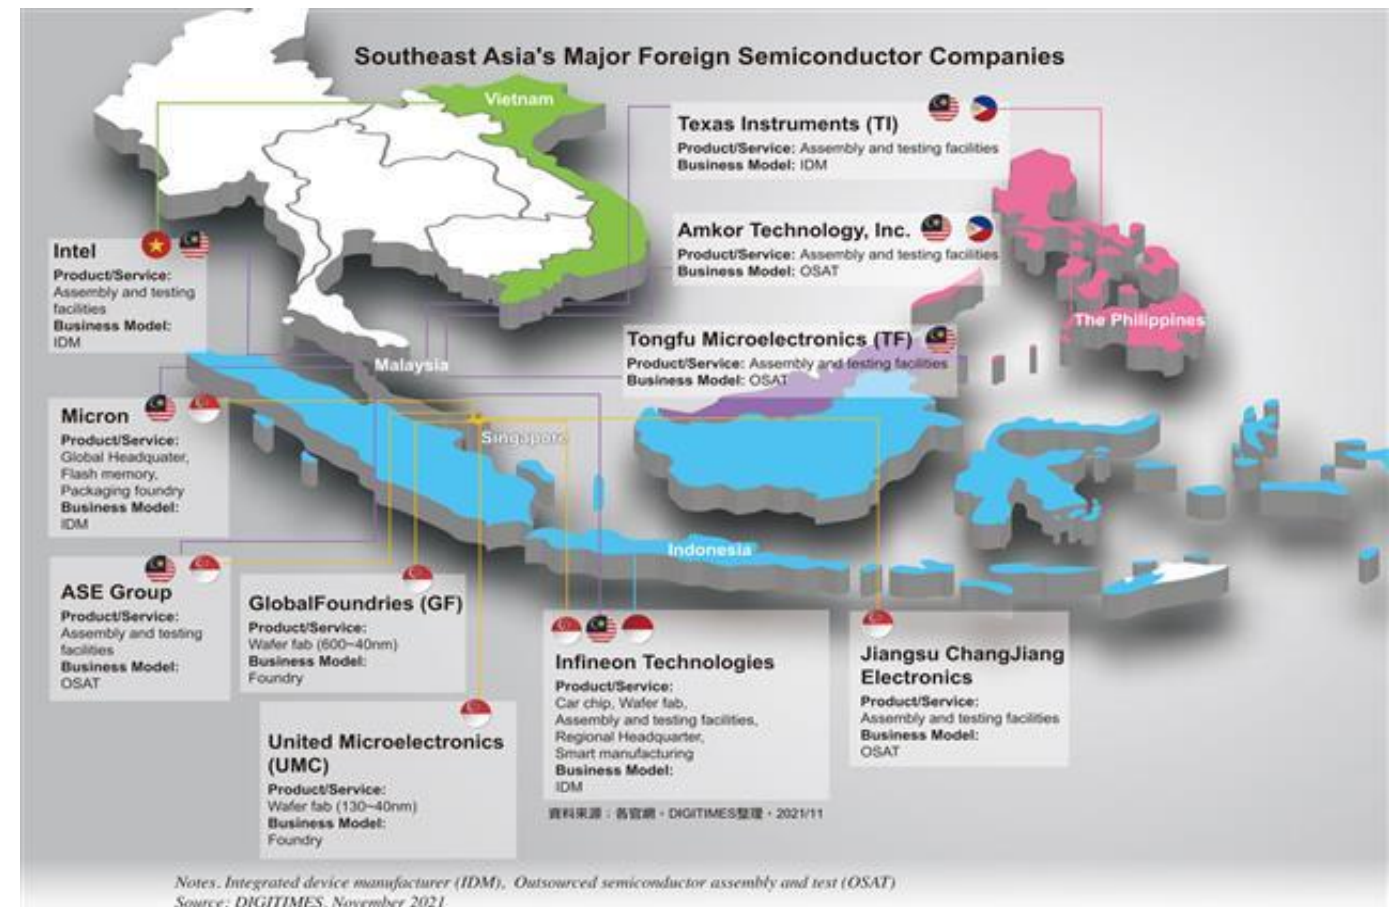 Southeast Asia's Major Foreign Semiconductor Companies
Vietnam
Texas Instruments (TI)
Product/Service: Assembly and testing facilities
Business Model: IDM
Amkor Technology, Inc.
Product/Service: Assembly and testing facilities
Business Model: OSAT
Intel
Product/Service:
Assembly and testing
facilities
Business Model:
IDM
The Philippines
Tongfu Microelectronics (TF)
Product/Service: Assembly and testing facilities
Business Model: OSAT
Malaysia
Micron
Product/Service:
Global Headquater,
Flash memory,
Packaging foundry
Business Model:
IDM
Singapore
Indonesia
ASE Group
Product/Service:
Assembly and testing
facilities
Business Model:
OSAT
GlobalFoundries (GF)
Product/Service:
Wafer fab (600~40nm)
Business Model:
Foundry
United Microelectronics
(UMC)
Product/Service:
Wafer fab (130~40nm)
Business Model:
Foundry
Infineon Technologies
Product/Service:
Car chip, Wafer fab,
Assembly and testing facilities,
Regional Headquarter,
Smart manufacturing
Business Model:
IDM
Jiangsu ChangJiang
Electronics
Product/Service:
Assembly and testing facilities
Business Model:
OSAT
資料來源：各官網，DIGITIMES整理，2021/11
Notes. Integrated device manufacturer (IDM), Outsourced semiconductor assembly and test (OSAT)
Source: DIGITIMES, November 2021